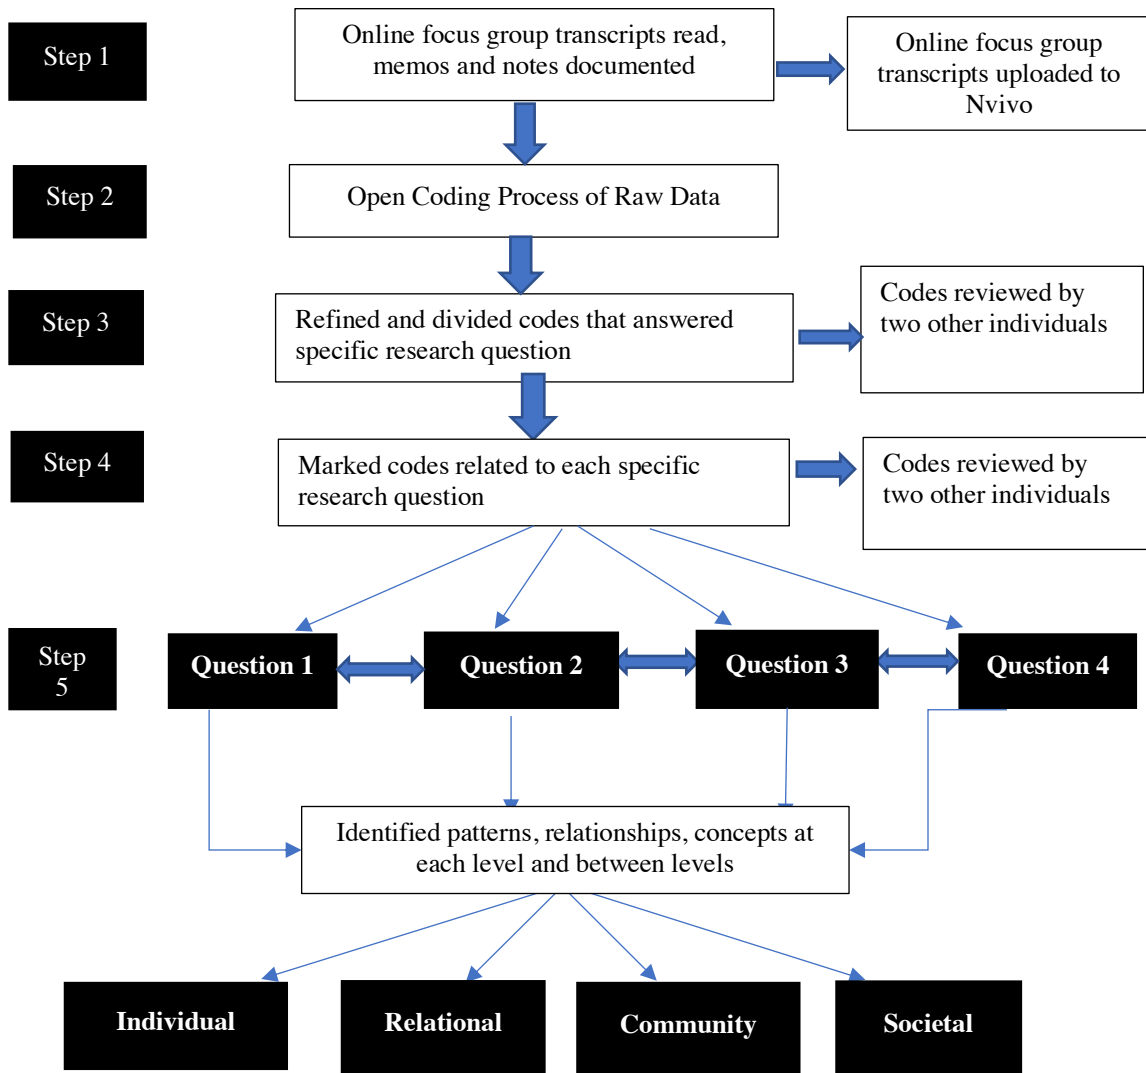 Step 1
Online focus group transcripts read,
memos and notes documented
Online focus group
transcripts uploaded to
Nvivo
Step 2
Open Coding Process of Raw Data
Step 3
Refined and divided codes that answered
specific research question
Codes reviewed by
two other individuals
Step 4
Marked codes related to each specific
research question
Codes reviewed by
two other individuals
Step
5
Question 1
Question 2
Question 3
Question 4
Identified patterns, relationships, concepts at
each level and between levels
Individual
Relational
Community
Societal